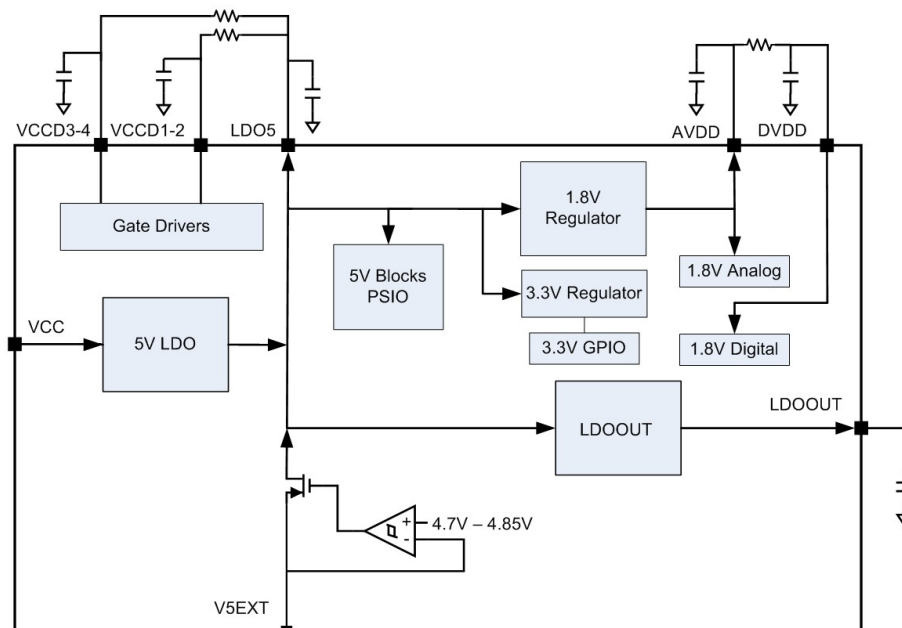 VCCD3-4
VCCD1-2
LDO5
AVDD
DVDD
Gate Drivers
1.8V
Regulator
5V Blocks
PSIO
3.3V Regulator
1.8V Analog
VCC
5V LDO
3.3V GPIO
1.8V Digital
LDOOUT
LDOOUT
+
4.7V – 4.85V
-
V5EXT